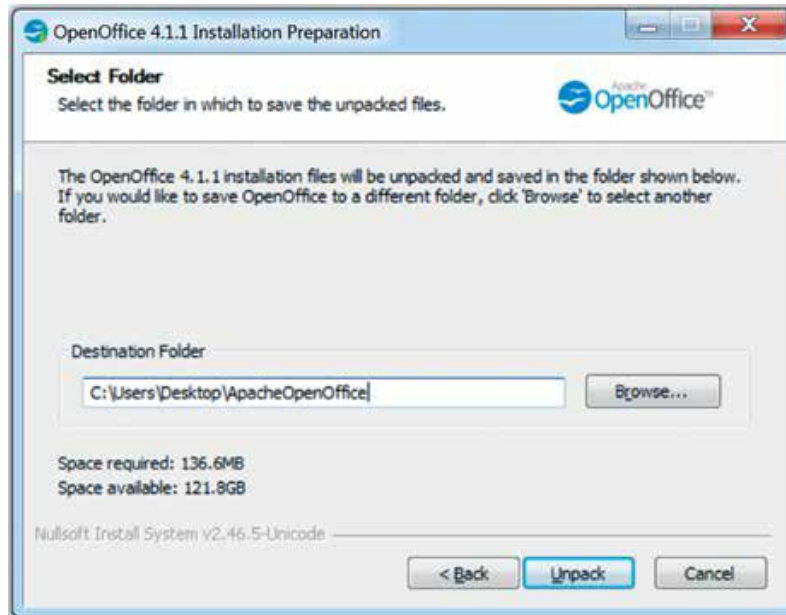 OpenOffice 4.1.1 Installation Preparation
Select Folder
Select the folder in which to save the unpacked files.
Apache
OpenOffice™
The OpenOffice 4.1.1 installation files will be unpacked and saved in the folder shown below.
If you would like to save OpenOffice to a different folder, click 'Browse' to select another
folder.
Destination Folder
C:\Users\Desktop\ApacheOpenOffice
Browse...
Space required: 136.6MB
Space available: 121.8GB
Nullsoft Install System v2.46.5-Unicode
< Back
Unpack
Cancel